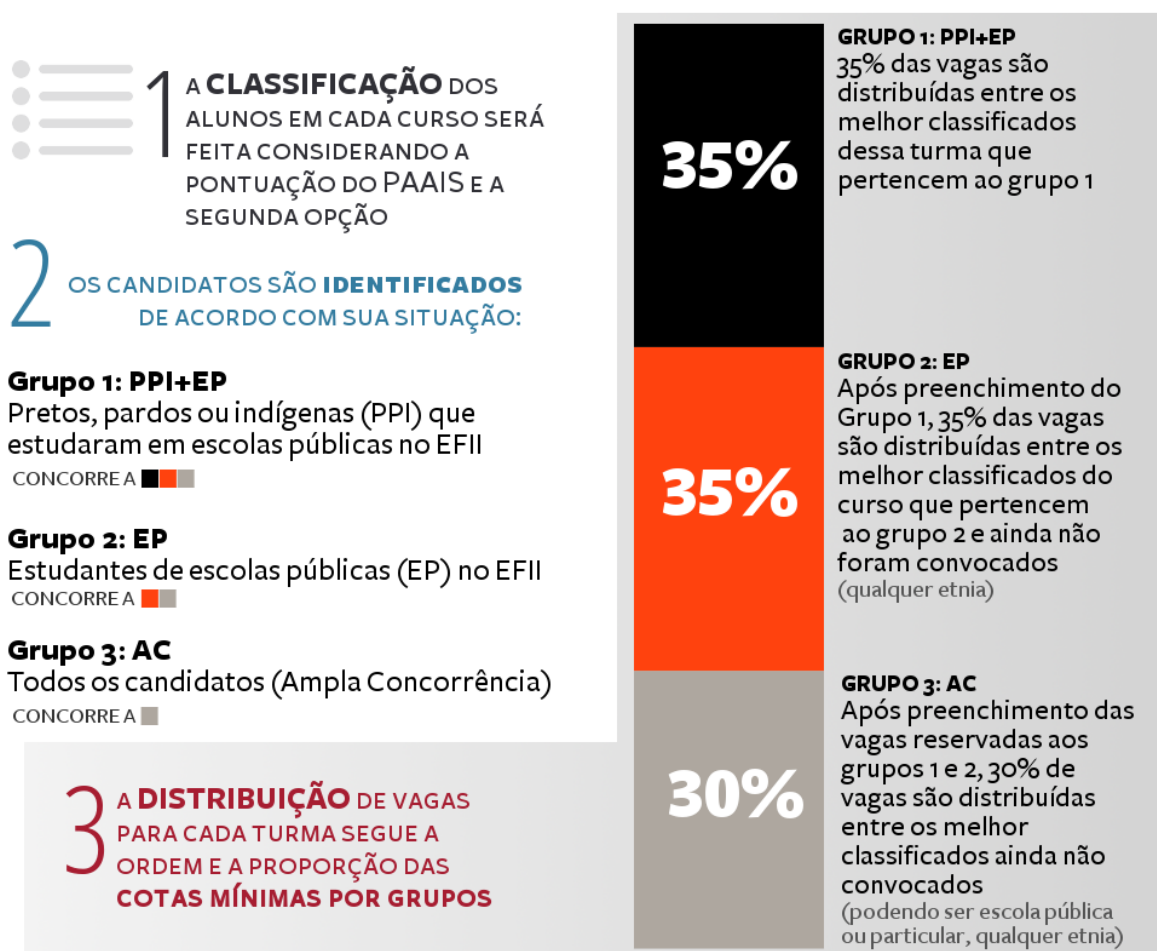 1 A CLASSIFICAÇÃO DOS
ALUNOS EM CADA CURSO SERÁ
FEITA CONSIDERANDO A
PONTUAÇÃO DO PAAIS E A
SEGUNDA OPÇÃO
2 OS CANDIDATOS SÃO IDENTIFICADOS
DE ACORDO COM SUA SITUAÇÃO:
Grupo 1: PPI+EP
Pretos, pardos ou indígenas (PPI) que
estudaram em escolas públicas no EFII
CONCORRE A
Grupo 2: EP
Estudantes de escolas públicas (EP) no EFII
CONCORRE A
Grupo 3: AC
Todos os candidatos (Ampla Concorrência)
CONCORRE A
3 A DISTRIBUIÇÃO DE VAGAS
PARA CADA TURMA SEGUE A
ORDEM E A PROPORÇÃO DAS
COTAS MÍNIMAS POR GRUPOS
35%
GRUPO 1: PPI+EP
35% das vagas são
distribuídas entre os
melhor classificados
dessa turma que
pertencem ao grupo 1
35%
GRUPO 2: EP
Após preenchimento do
Grupo 1, 35% das vagas
são distribuídas entre os
melhor classificados do
curso que pertencem
ao grupo 2 e ainda não
foram convocados
(qualquer etnia)
30%
GRUPO 3: AC
Após preenchimento das
vagas reservadas aos
grupos 1 e 2, 30% de
vagas são distribuídas
entre os melhor
classificados ainda não
convocados
(podendo ser escola pública
ou particular, qualquer etnia)